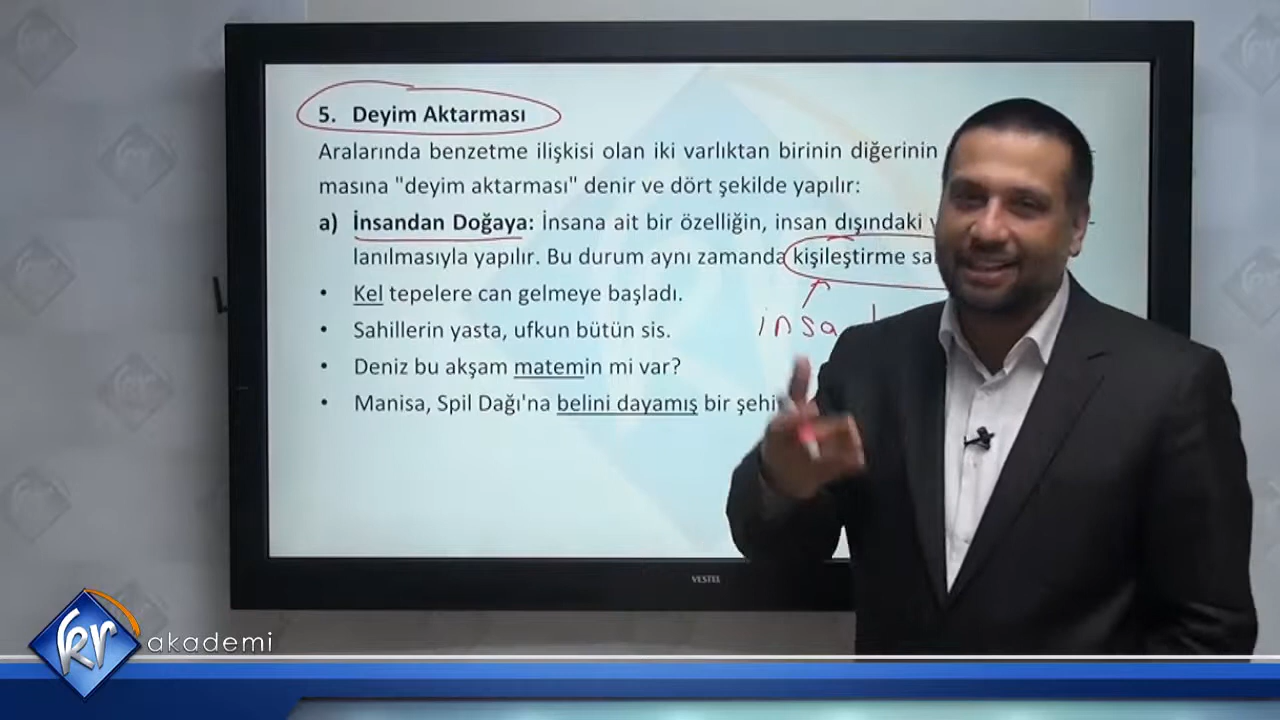 5. Deyim Aktarması
Aralarında benzetme ilişkisi olan iki varlıktan birinin diğerinin
masına "deyim aktarması" denir ve dört şekilde yapılır:
a) İnsandan Doğaya: İnsana ait bir özelliğin, insan dışındaki
lanılmasıyla yapılır. Bu durum aynı zamanda kişileştirme
• Kel tepelere can gelmeye başladı.
insa
• Sahillerin yasta, ufkun bütün sis.
• Deniz bu akşam matemin mi var?
• Manisa, Spil Dağı'na belini dayamış bir
VESTEL
kr akademi